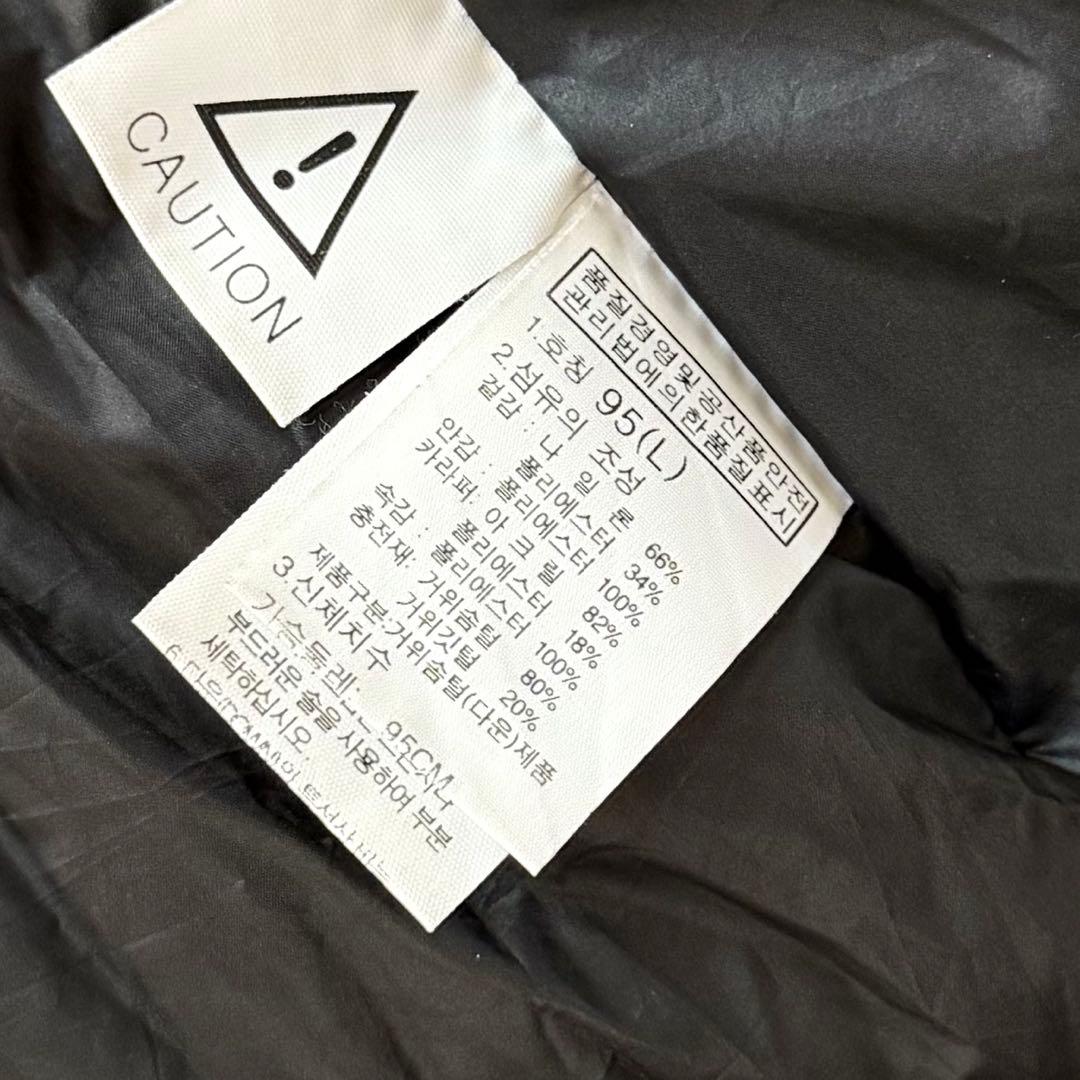 CAUTION
품질경영및공산품안전
관리법에의한품질표시
1.호칭 95(L)
2.섬유의 조성
겉감 : 나 일 론 66%
폴리에스터 34%
안감 : 폴리에스터 100%
카라퍼: 아 크 릴 82%
폴리에스터 18%
속감 : 폴리에스터 100%
충전재: 거위솜털 80%
거위깃털 20%
제품구분:거위솜털(다운)제품
3.신체치수
가슴둘레: 95CM
부드러운 솔을 사용하여 부분
세탁하십시오.